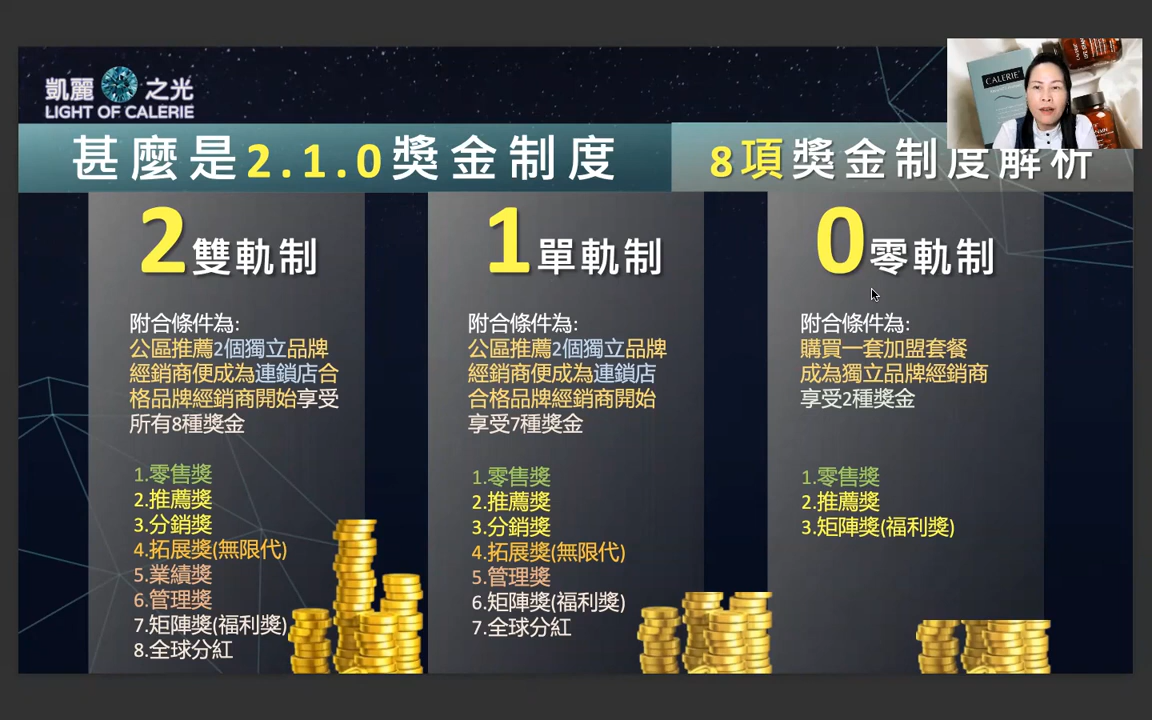 凱麗之光
LIGHT OF CALERIE
CALERIE
甚麼是2.1.0獎金制度
8項獎金制度解析
2雙軌制
附合條件為:
公區推薦2個獨立品牌
經銷商便成為連鎖店合
格品牌經銷商開始享受
所有8種獎金
1.零售獎
2.推薦獎
3.分銷獎
4.拓展獎(無限代)
5.業績獎
6.管理獎
7.矩陣獎(福利獎)
8.全球分紅
1單軌制
附合條件為:
公區推薦2個獨立品牌
經銷商便成為連鎖店
合格品牌經銷商開始
享受7種獎金
1.零售獎
2.推薦獎
3.分銷獎
4.拓展獎(無限代)
5.管理獎
6.矩陣獎(福利獎)
7.全球分紅
0零軌制
附合條件為:
購買一套加盟套餐
成為獨立品牌經銷商
享受2種獎金
1.零售獎
2.推薦獎
3.矩陣獎(福利獎)